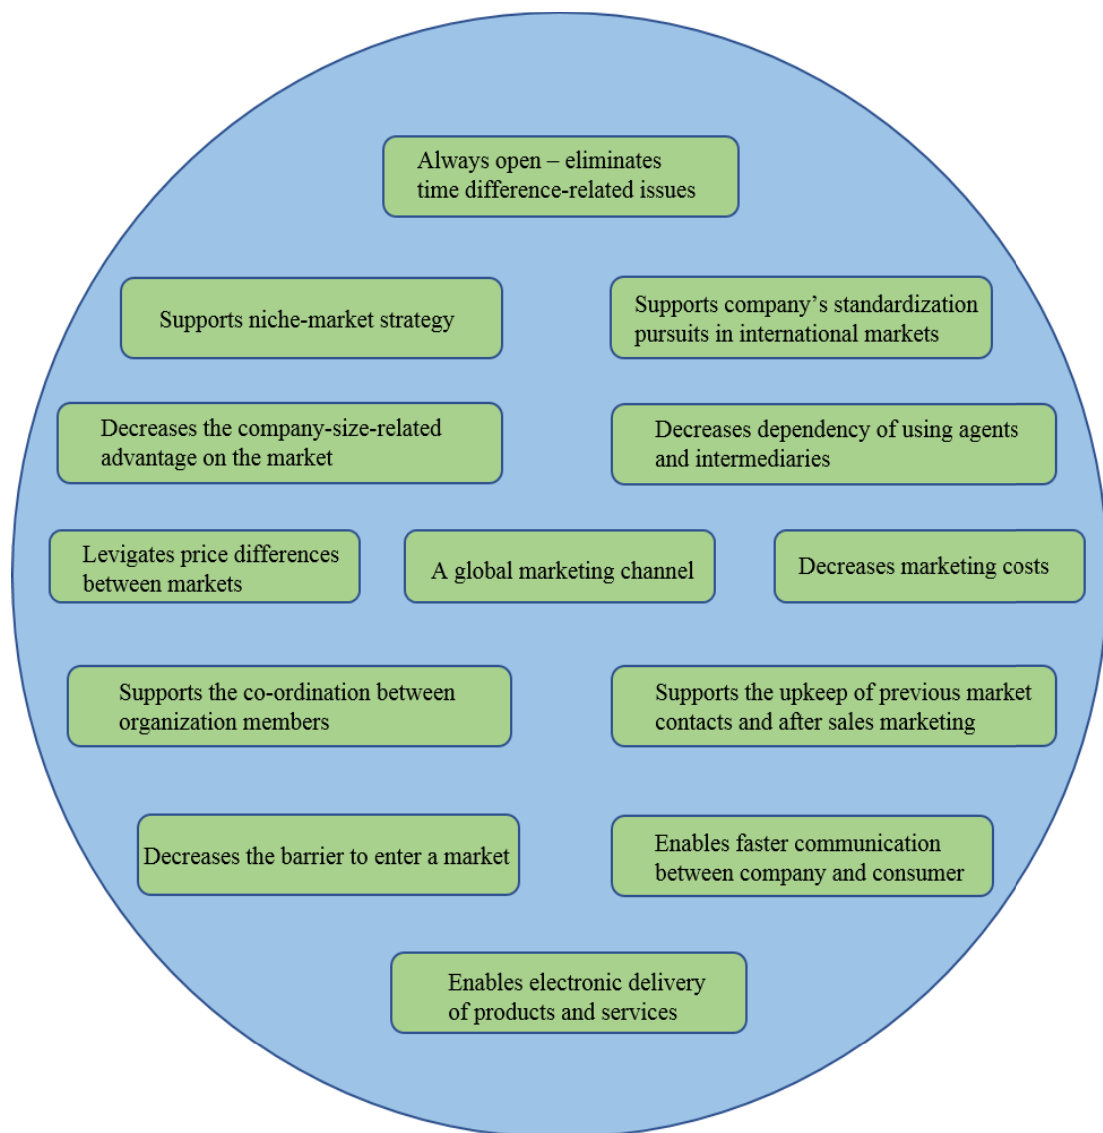 Always open – eliminates
time difference-related issues
Supports niche-market strategy
Supports company’s standardization
pursuits in international markets
Decreases the company-size-related
advantage on the market
Decreases dependency of using agents
and intermediaries
Levigates price differences
between markets
A global marketing channel
Decreases marketing costs
Supports the co-ordination between
organization members
Supports the upkeep of previous market
contacts and after sales marketing
Decreases the barrier to enter a market
Enables faster communication
between company and consumer
Enables electronic delivery
of products and services